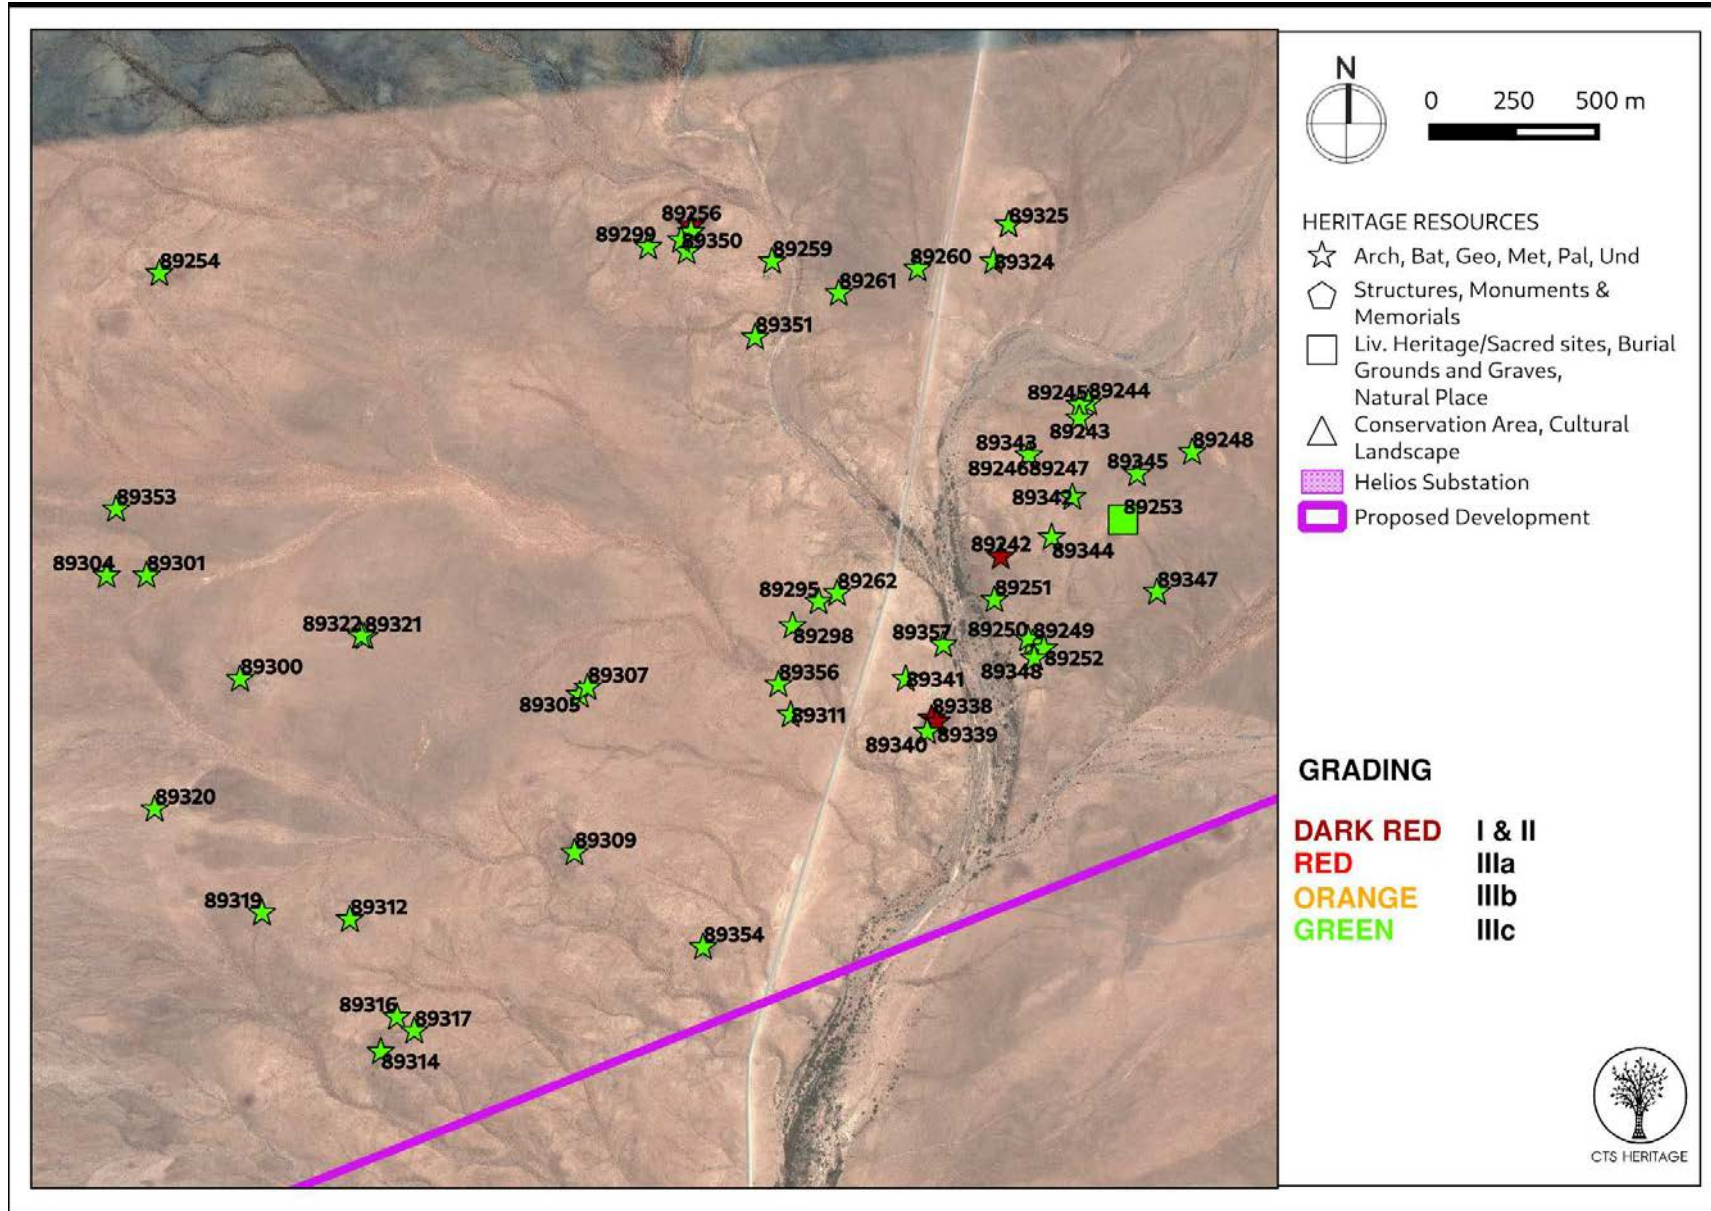 89256
89299
89350
89254
89259
89261
89260
89325
89324
89351
89245
89244
89243
89343
89246
89247
89345
89248
89342
89253
89353
89242
89344
89304
89301
89295
89262
89251
89347
89322
89321
89298
89357
89250
89249
89252
89348
89300
89307
89305
89356
89341
89311
89338
89339
89340
89320
89309
89319
89312
89354
89316
89317
89314
N
0 250 500 m
HERITAGE RESOURCES
Arch, Bat, Geo, Met, Pal, Und
Structures, Monuments &
Memorials
Liv. Heritage/Sacred sites, Burial
Grounds and Graves,
Natural Place
Conservation Area, Cultural
Landscape
Helios Substation
Proposed Development
GRADING
DARK RED I & II
RED IIIa
ORANGE IIIb
GREEN IIIc
CTS HERITAGE